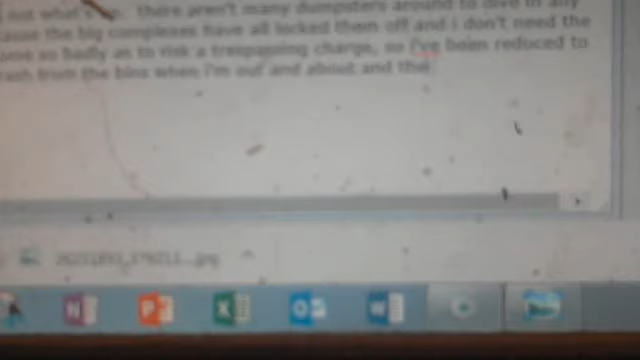 not what's up. there aren't many dumpsters around to dive in any
cause the big complexes have all locked them off and i don't need the
so badly as to risk a trespassing charge, so i've been reduced to
trash from the bins when i'm out and about and the
.jpg
N
P
X
O
W